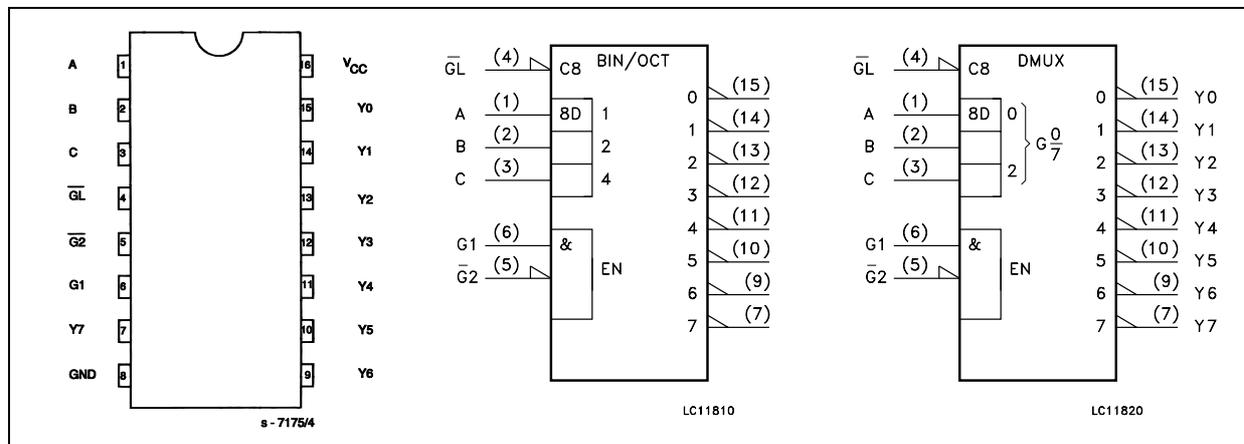 A 1 16 VCC
B 2 15 Y0
C 3 14 Y1
GL 4 13 Y2
G2 5 12 Y3
G1 6 11 Y4
Y7 7 10 Y5
GND 8 9 Y6
s - 7175/4
BIN/OCT
GL (4) C8
A (1) 8D 1
B (2) 2
C (3) 4
G1 (6) &
G2 (5) EN
0 (15)
1 (14)
2 (13)
3 (12)
4 (11)
5 (10)
6 (9)
7 (7)
LC11810
DMUX
GL (4) C8
A (1) 8D 0
B (2) G 0/7
C (3) 2
G1 (6) &
G2 (5) EN
0 (15) Y0
1 (14) Y1
2 (13) Y2
3 (12) Y3
4 (11) Y4
5 (10) Y5
6 (9) Y6
7 (7) Y7
LC11820